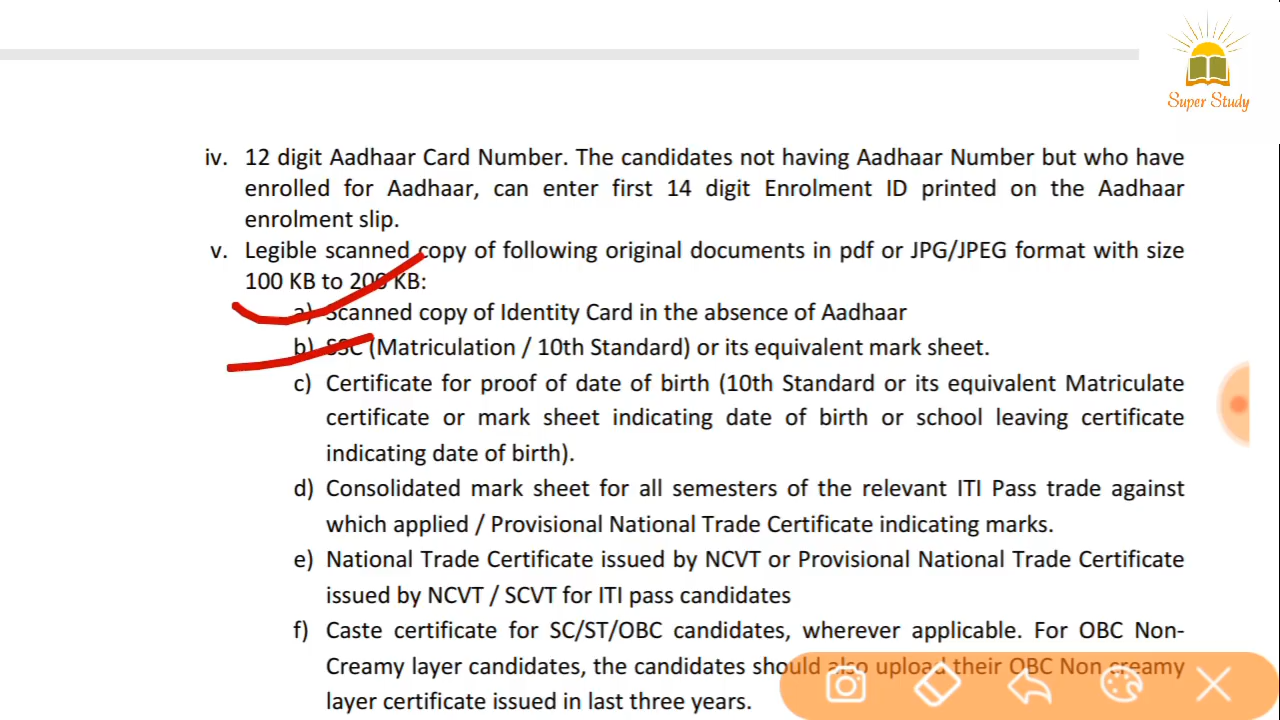 Super Study
iv. 12 digit Aadhaar Card Number. The candidates not having Aadhaar Number but who have
enrolled for Aadhaar, can enter first 14 digit Enrolment ID printed on the Aadhaar
enrolment slip.
v. Legible scanned copy of following original documents in pdf or JPG/JPEG format with size
100 KB to 200 KB:
a) Scanned copy of Identity Card in the absence of Aadhaar
b) SSC (Matriculation / 10th Standard) or its equivalent mark sheet.
c) Certificate for proof of date of birth (10th Standard or its equivalent Matriculate
certificate or mark sheet indicating date of birth or school leaving certificate
indicating date of birth).
d) Consolidated mark sheet for all semesters of the relevant ITI Pass trade against
which applied / Provisional National Trade Certificate indicating marks.
e) National Trade Certificate issued by NCVT or Provisional National Trade Certificate
issued by NCVT / SCVT for ITI pass candidates
f) Caste certificate for SC/ST/OBC candidates, wherever applicable. For OBC Non-
Creamy layer candidates, the candidates should also upload their OBC Non creamy
layer certificate issued in last three years.